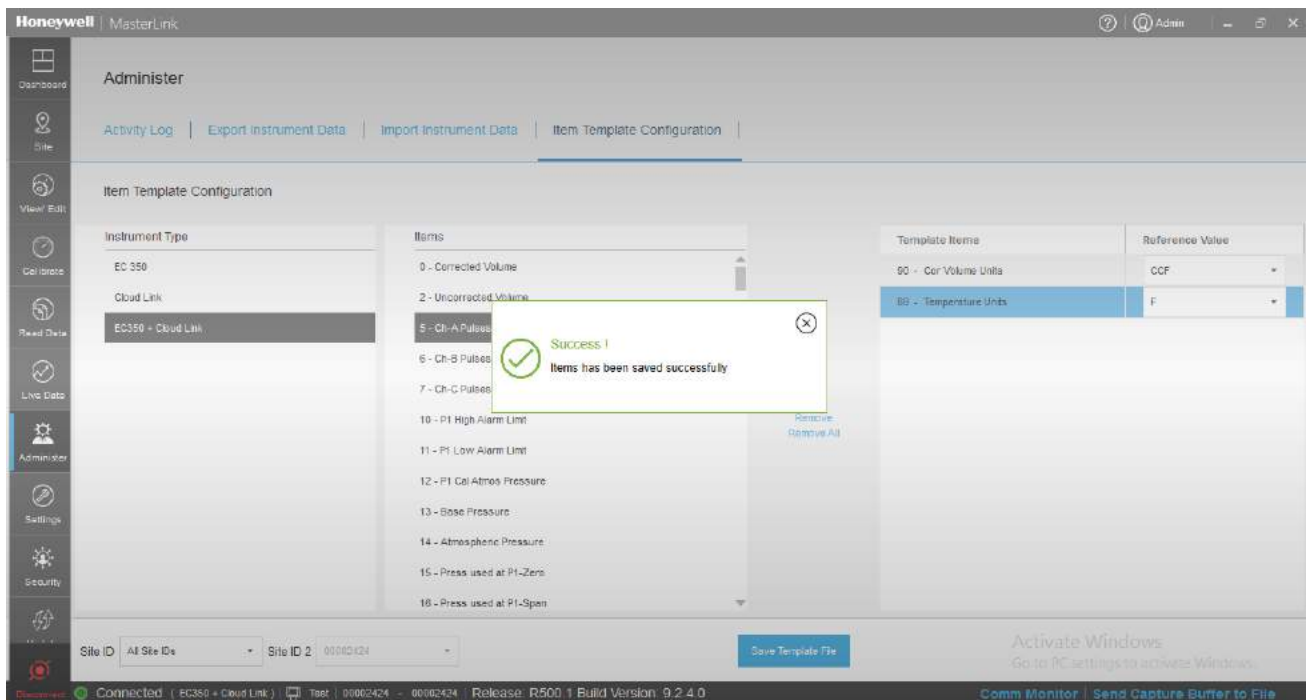 Honeywell | MasterLink
Admin
Dashboard
Site
View/ Edit
Calibrate
Read Data
Live Data
Administer
Settings
Security
Disconnect
Administer
Activity Log | Export Instrument Data | Import Instrument Data | Item Template Configuration |
Item Template Configuration
Instrument Type
EC 350
Cloud Link
EC350 + Cloud Link
Items
0 - Corrected Volume
2 - Uncorrected Volume
5 - Ch-A Pulses
6 - Ch-B Pulses
7 - Ch-C Pulses
10 - P1 High Alarm Limit
11 - P1 Low Alarm Limit
12 - P1 Cal Atmos Pressure
13 - Base Pressure
14 - Atmospheric Pressure
15 - Press used at P1-Zero
16 - Press used at P1-Span
Success !
Items has been saved successfully
Remove
Remove All
Template Items Reference Value
90 - Cor Volume Units CCF
89 - Temperature Units F
Site ID All Site IDs Site ID 2 00002424
Save Template File
Activate Windows
Go to PC settings to activate Windows.
Connected ( EC350 + Cloud Link ) | Test | 00002424 - 00002424 | Release: R500.1 Build Version: 9.2.4.0
Comm Monitor | Send Capture Buffer to File